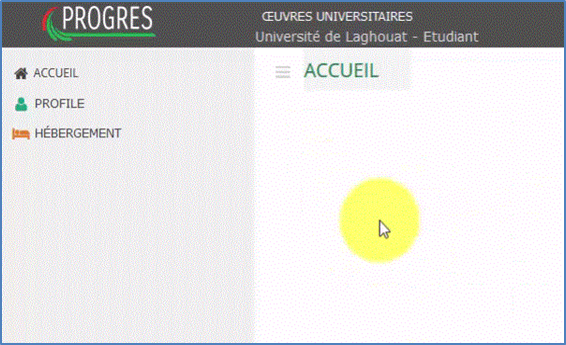 PROGRES
ŒUVRES UNIVERSITAIRES
Université de Laghouat - Etudiant
ACCUEIL
PROFILE
HÉBERGEMENT
ACCUEIL